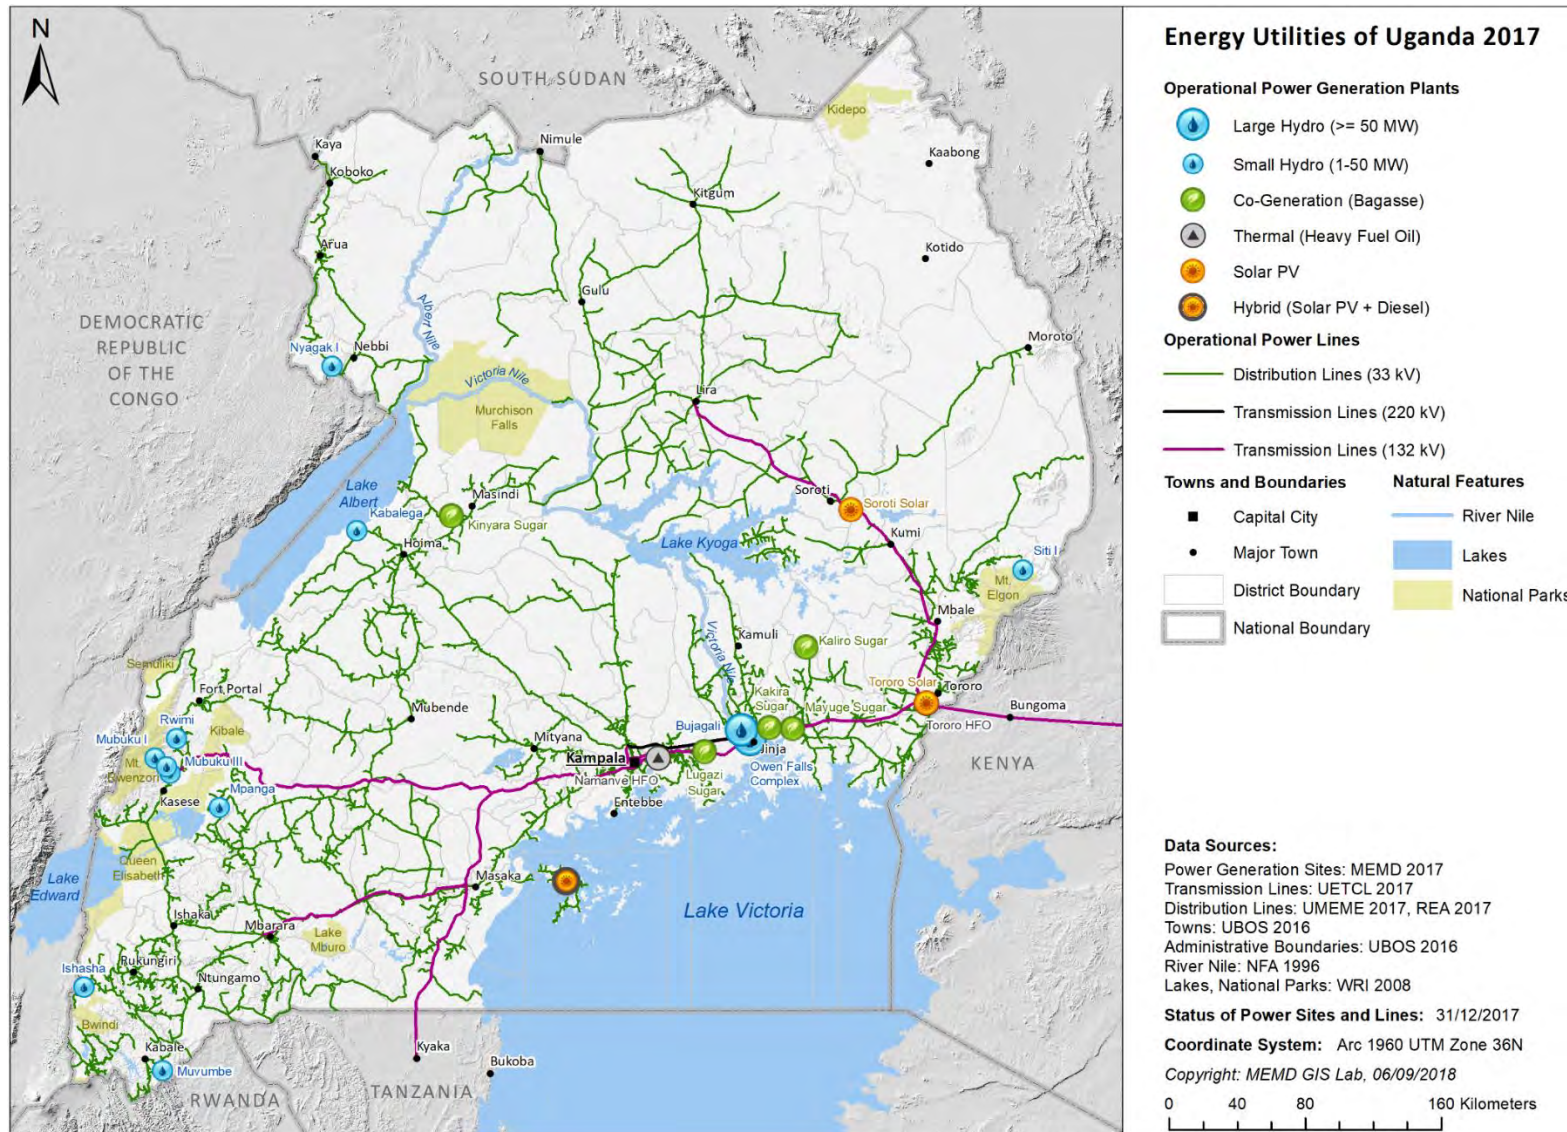 N
SOUTH SUDAN
Kidepo
Kaya
Nimule
Kaabong
Koboko
Kitgum
Arua
Kotido
Albert Nile
Gulu
DEMOCRATIC
REPUBLIC
OF THE
CONGO
Nyagak I
Nebbi
Moroto
Victoria Nile
Lira
Murchison
Falls
Lake
Albert
Masindi
Soroti
Soroti Solar
Kabalega
Kinyara Sugar
Kumi
Hoima
Lake Kyoga
Siti I
Mt.
Elgon
Mbale
Victoria Nile
Kamuli
Kaliro Sugar
Semuliki
Fort Portal
Tororo Solar
Tororo
Kakira
Sugar
Mayuge Sugar
Mubende
Rwimi
Kibale
Bujagali
Tororo HFO
Bungoma
Mubuku I
Mityana
Jinja
Mt.
Rwenzori
Mubuku III
Kampala
Owen Falls
Complex
KENYA
Namanve HFO
Lugazi
Sugar
Mpanga
Kasese
Entebbe
Queen
Elisabeth
Lake
Edward
Masaka
Lake Victoria
Ishaka
Mbarara
Lake
Mburo
Ishasha
Rukungiri
Ntungamo
Bwindi
Kabale
Muvumbe
Kyaka
Bukoba
TANZANIA
RWANDA
Energy Utilities of Uganda 2017
Operational Power Generation Plants
Large Hydro (>= 50 MW)
Small Hydro (1-50 MW)
Co-Generation (Bagasse)
Thermal (Heavy Fuel Oil)
Solar PV
Hybrid (Solar PV + Diesel)
Operational Power Lines
Distribution Lines (33 kV)
Transmission Lines (220 kV)
Transmission Lines (132 kV)
Towns and Boundaries
Capital City
Major Town
District Boundary
National Boundary
Natural Features
River Nile
Lakes
National Parks
Data Sources:
Power Generation Sites: MEMD 2017
Transmission Lines: UETCL 2017
Distribution Lines: UMEME 2017, REA 2017
Towns: UBOS 2016
Administrative Boundaries: UBOS 2016
River Nile: NFA 1996
Lakes, National Parks: WRI 2008
Status of Power Sites and Lines: 31/12/2017
Coordinate System: Arc 1960 UTM Zone 36N
Copyright: MEMD GIS Lab, 06/09/2018
0 40 80 160 Kilometers